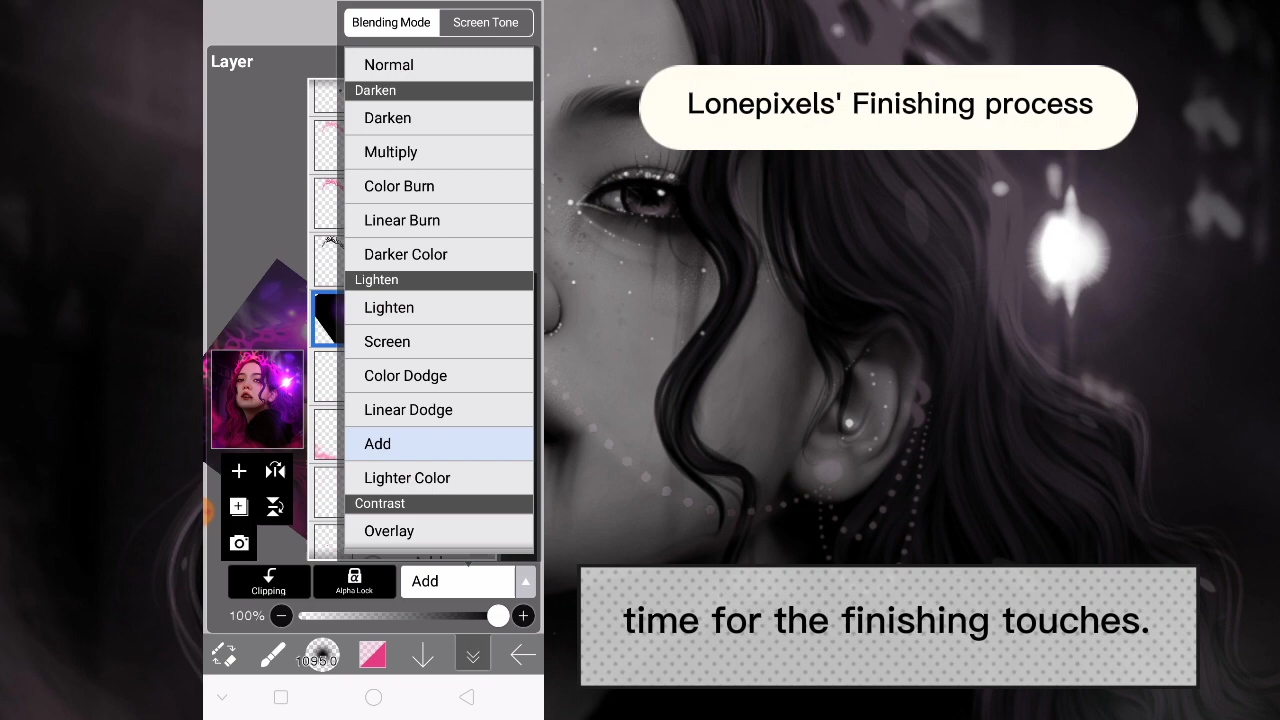 Blending Mode
Screen Tone
Layer
Normal
Darken
Darken
Multiply
Color Burn
Linear Burn
Darker Color
Lighten
Lighten
Screen
Color Dodge
Linear Dodge
Add
Lighter Color
Contrast
Overlay
Clipping
Alpha Lock
Add
100%
1095.0
Lonepixels' Finishing process
time for the finishing touches.